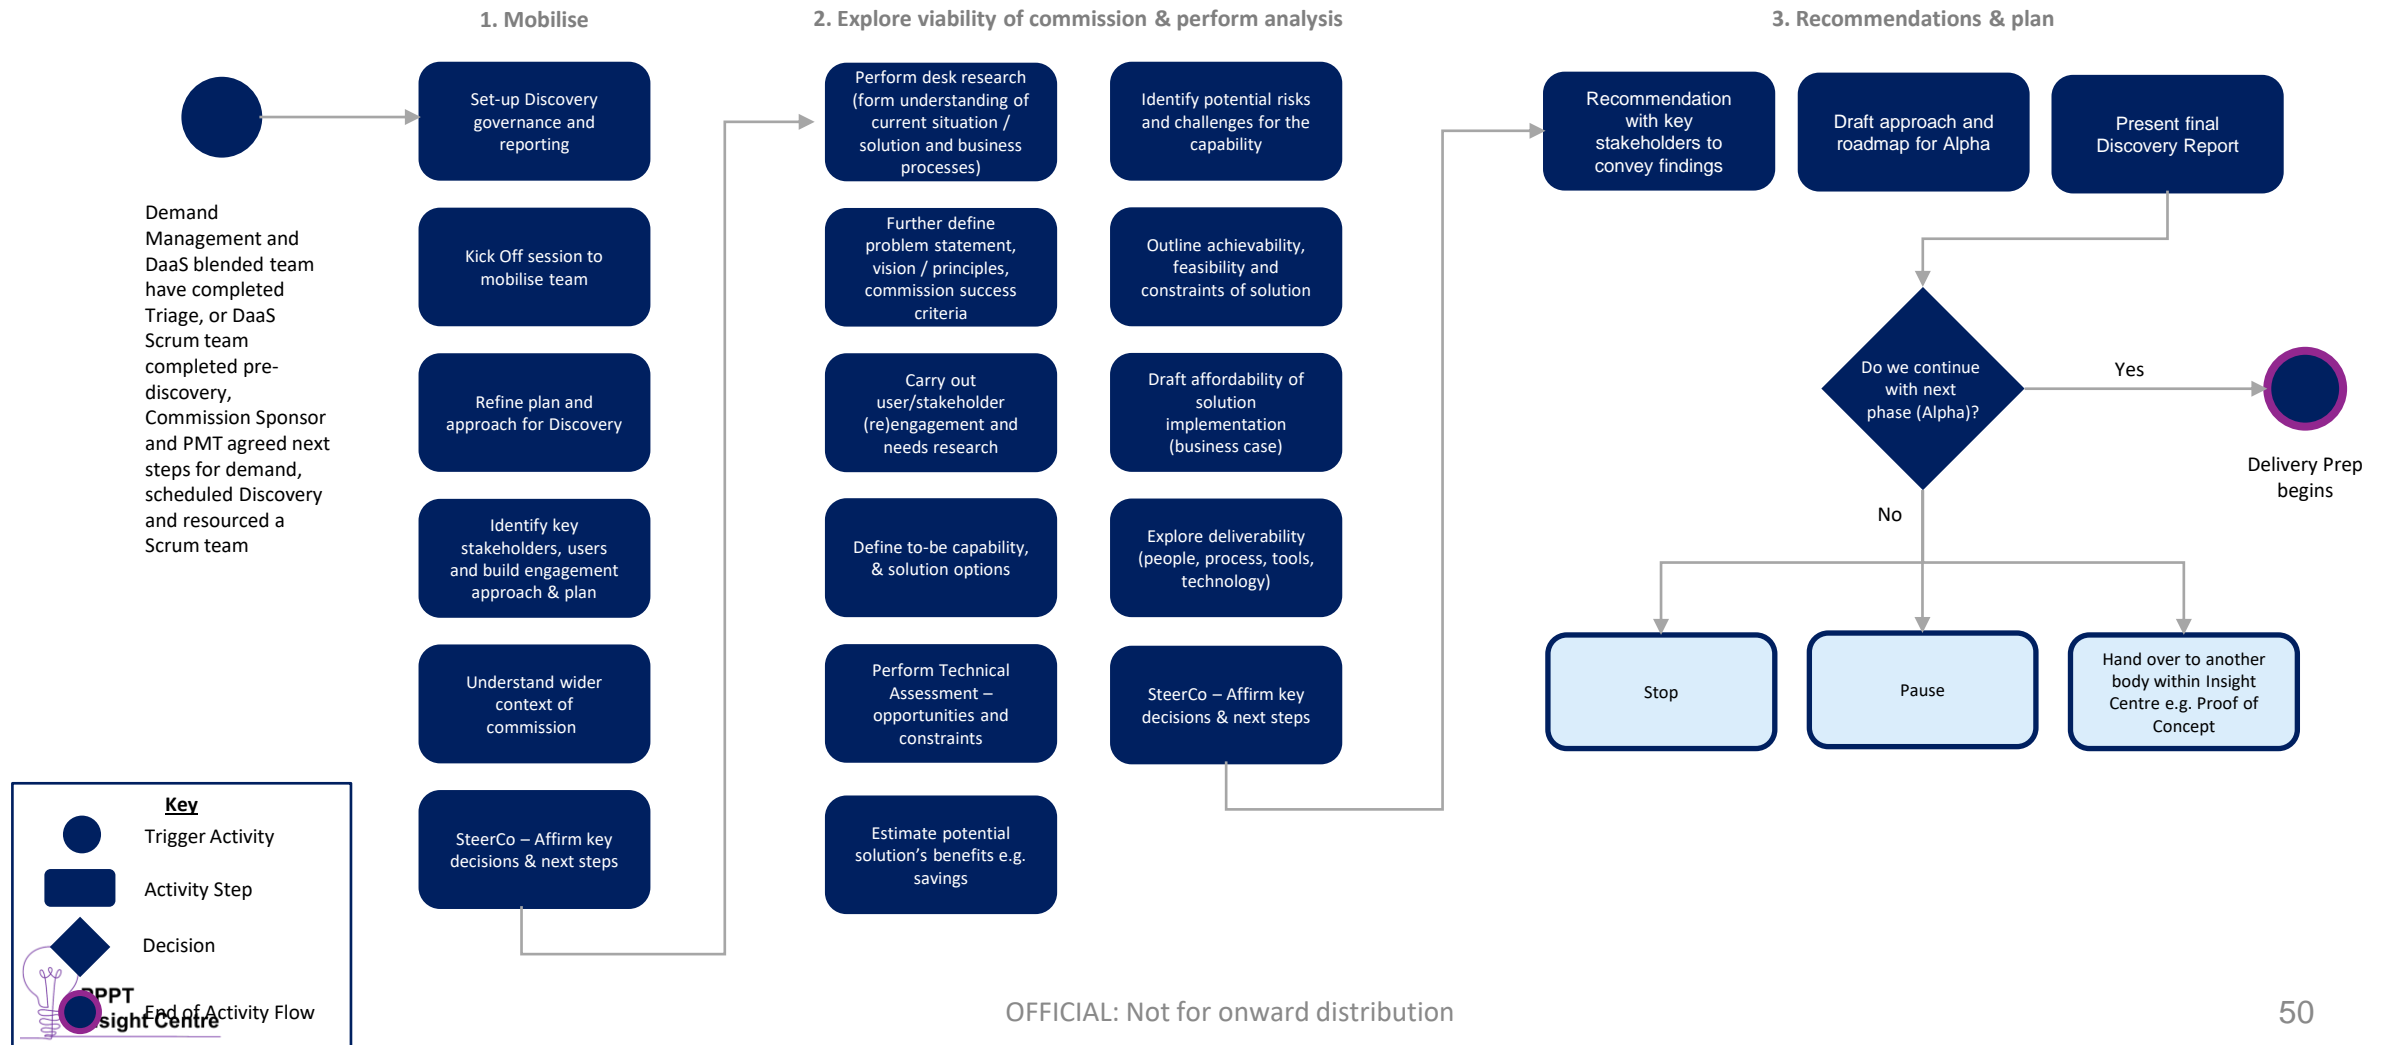 1. Mobilise
2. Explore viability of commission & perform analysis
3. Recommendations & plan
Demand
Management and
DaaS blended team
have completed
Triage, or DaaS
Scrum team
completed pre-
discovery,
Commission Sponsor
and PMT agreed next
steps for demand,
scheduled Discovery
and resourced a
Scrum team
Set-up Discovery
governance and
reporting
Kick Off session to
mobilise team
Refine plan and
approach for Discovery
Identify key
stakeholders, users
and build engagement
approach & plan
Understand wider
context of
commission
SteerCo – Affirm key
decisions & next steps
Perform desk research
(form understanding of
current situation /
solution and business
processes)
Further define
problem statement,
vision / principles,
commission success
criteria
Carry out
user/stakeholder
(re)engagement and
needs research
Define to-be capability,
& solution options
Perform Technical
Assessment –
opportunities and
constraints
Estimate potential
solution’s benefits e.g.
savings
Identify potential risks
and challenges for the
capability
Outline achievability,
feasibility and
constraints of solution
Draft affordability of
solution
implementation
(business case)
Explore deliverability
(people, process, tools,
technology)
SteerCo – Affirm key
decisions & next steps
Recommendation
with key
stakeholders to
convey findings
Draft approach and
roadmap for Alpha
Present final
Discovery Report
Do we continue
with next
phase (Alpha)?
Yes
Delivery Prep
begins
No
Stop
Pause
Hand over to another
body within Insight
Centre e.g. Proof of
Concept
Key
Trigger Activity
Activity Step
Decision
End of Activity Flow
Centre
OFFICIAL: Not for onward distribution
50